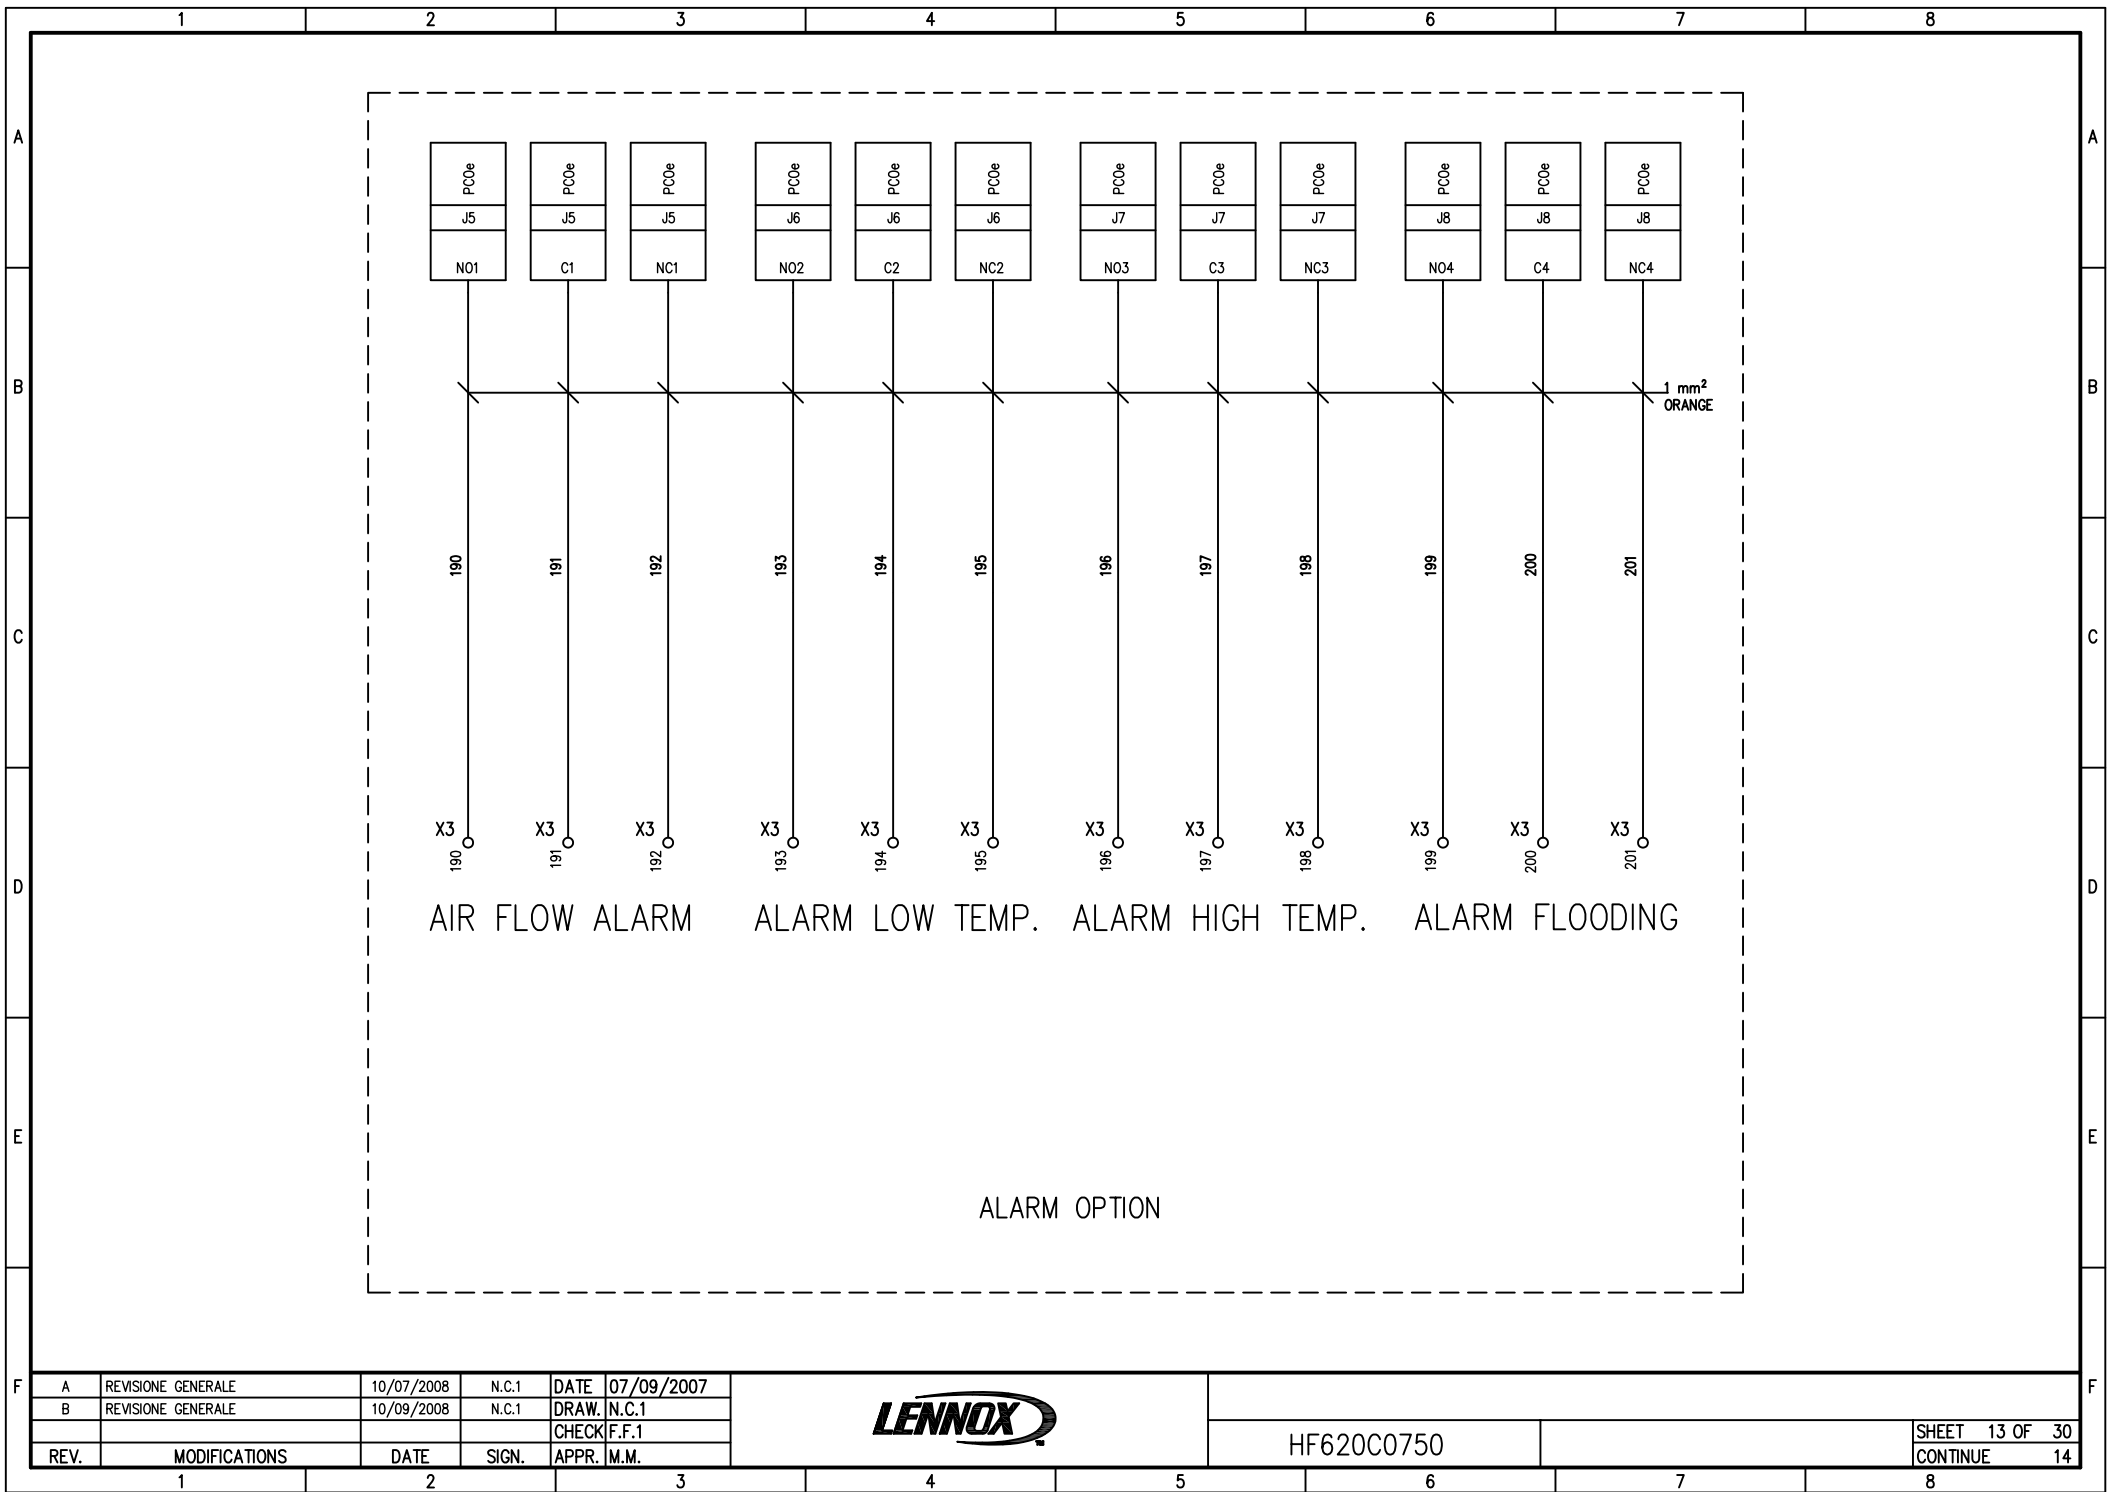 1 2 3 4 5 6 7 8
A A
PCOe PCOe PCOe PCOe PCOe PCOe PCOe PCOe PCOe PCOe PCOe PCOe
J5 J5 J5 J6 J6 J6 J7 J7 J7 J8 J8 J8
NO1 C1 NC1 NO2 C2 NC2 NO3 C3 NC3 NO4 C4 NC4
B B
1 mm²
ORANGE
190 191 192 193 194 195 196 197 198 199 200 201
C C
X3 X3 X3 X3 X3 X3 X3 X3 X3 X3 X3 X3
190 191 192 193 194 195 196 197 198 199 200 201
D D
AIR FLOW ALARM ALARM LOW TEMP. ALARM HIGH TEMP. ALARM FLOODING
E E
ALARM OPTION
F F
A REVISIONE GENERALE 10/07/2008 N.C.1 DATE 07/09/2007
B REVISIONE GENERALE 10/09/2008 N.C.1 DRAW. N.C.1
CHECK F.F.1
REV. MODIFICATIONS DATE SIGN. APPR. M.M.
LENNOX
TM
HF620C0750
SHEET 13 OF 30
CONTINUE 14
1 2 3 4 5 6 7 8